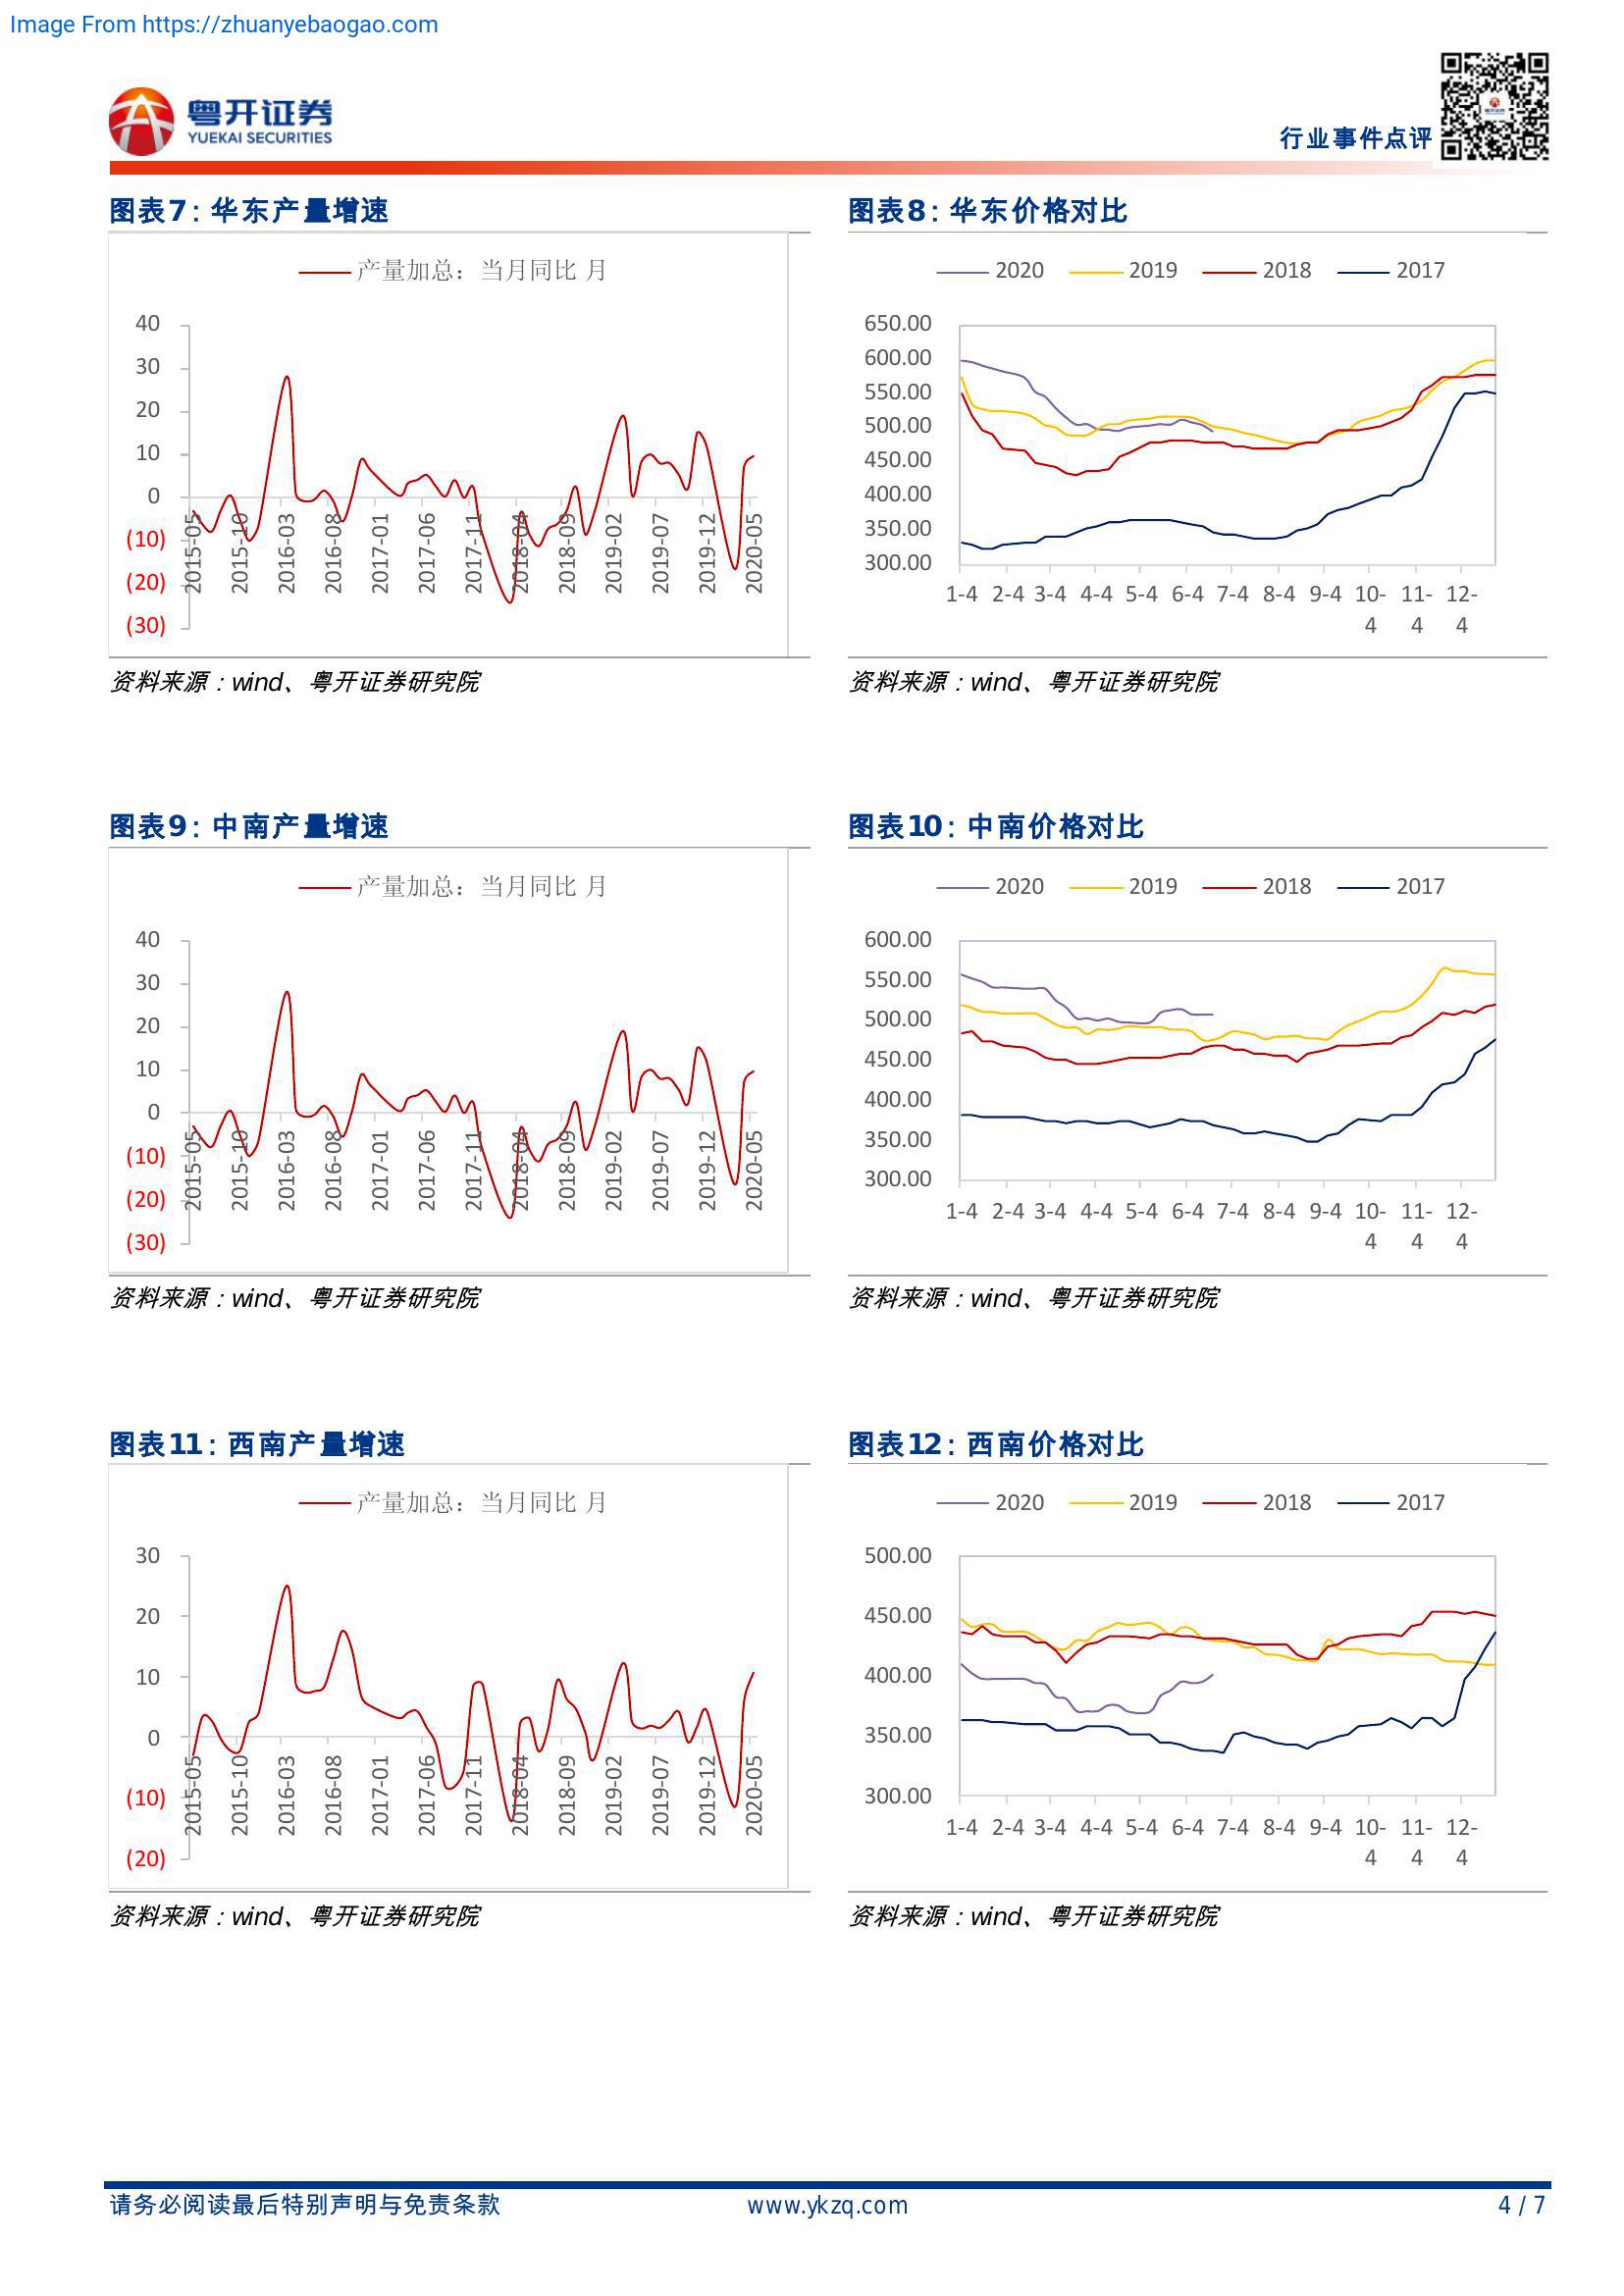 Image From https://zhuanyebaogao.com
粤开证券
YUEKAI SECURITIES
行业事件点评
图表7：华东产量增速
产量加总：当月同比 月
40
30
20
10
0
(10)
(20)
(30)
2015-05 2015-10 2016-03 2016-08 2017-01 2017-06 2017-11 2018-04 2018-09 2019-02 2019-07 2019-12 2020-05
资料来源：wind、粤开证券研究院
图表8：华东价格对比
2020 2019 2018 2017
650.00
600.00
550.00
500.00
450.00
400.00
350.00
300.00
1-4 2-4 3-4 4-4 5-4 6-4 7-4 8-4 9-4 10-4 11-4 12-4
资料来源：wind、粤开证券研究院
图表9：中南产量增速
产量加总：当月同比 月
40
30
20
10
0
(10)
(20)
(30)
2015-05 2015-10 2016-03 2016-08 2017-01 2017-06 2017-11 2018-04 2018-09 2019-02 2019-07 2019-12 2020-05
资料来源：wind、粤开证券研究院
图表10：中南价格对比
2020 2019 2018 2017
600.00
550.00
500.00
450.00
400.00
350.00
300.00
1-4 2-4 3-4 4-4 5-4 6-4 7-4 8-4 9-4 10-4 11-4 12-4
资料来源：wind、粤开证券研究院
图表11：西南产量增速
产量加总：当月同比 月
30
20
10
0
(10)
(20)
2015-05 2015-10 2016-03 2016-08 2017-01 2017-06 2017-11 2018-04 2018-09 2019-02 2019-07 2019-12 2020-05
资料来源：wind、粤开证券研究院
图表12：西南价格对比
2020 2019 2018 2017
500.00
450.00
400.00
350.00
300.00
1-4 2-4 3-4 4-4 5-4 6-4 7-4 8-4 9-4 10-4 11-4 12-4
资料来源：wind、粤开证券研究院
请务必阅读最后特别声明与免责条款
www.ykzq.com
4 / 7